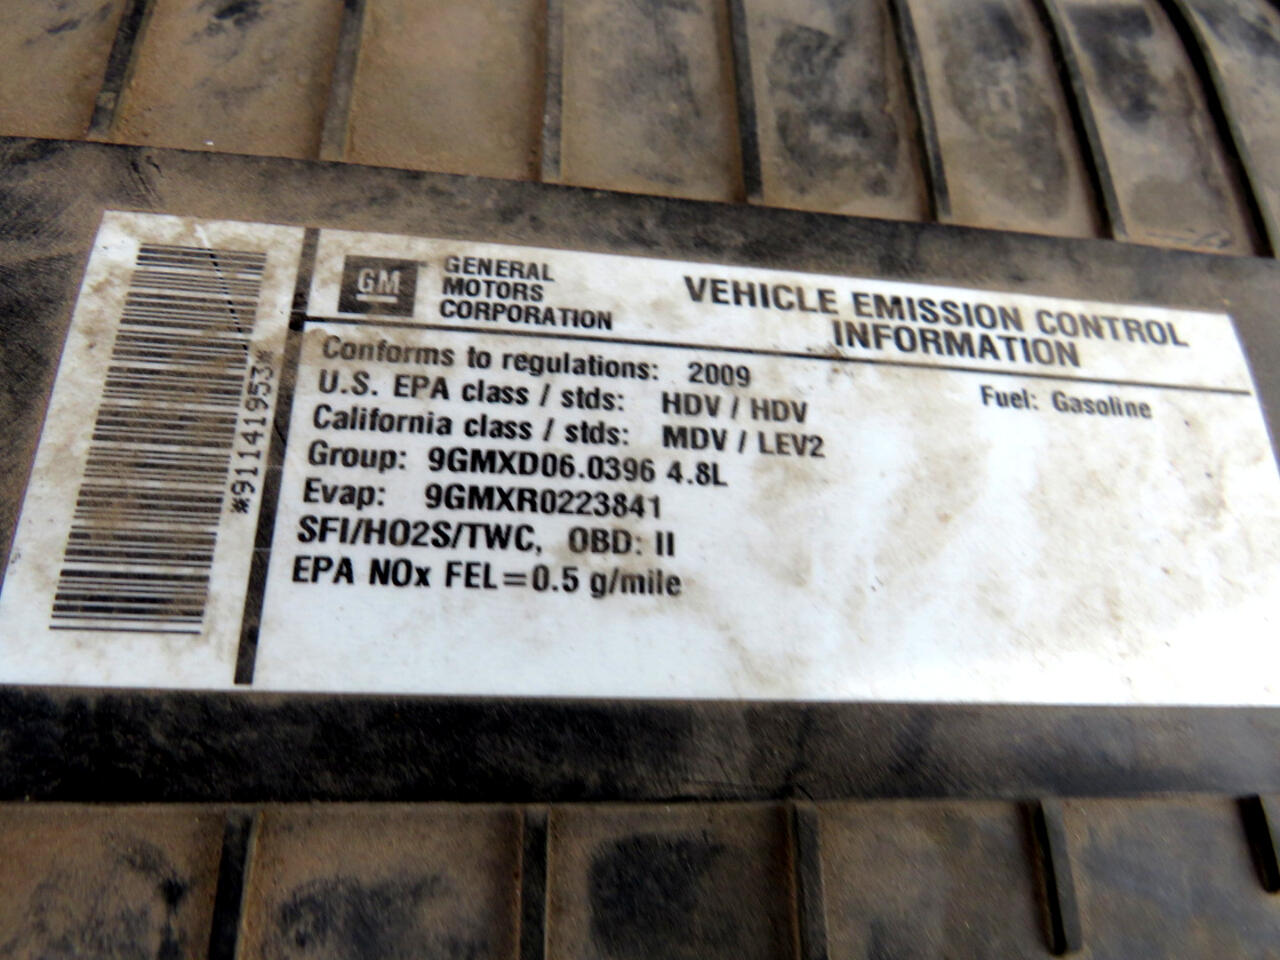 *91141953*
GM
GENERAL
MOTORS
CORPORATION
VEHICLE EMISSION CONTROL
INFORMATION
Conforms to regulations: 2009
Fuel: Gasoline
U.S. EPA class / stds: HDV / HDV
California class / stds: MDV / LEV2
Group: 9GMXD06.0396 4.8L
Evap: 9GMXR0223841
SFI/HO2S/TWC, OBD: II
EPA NOx FEL=0.5 g/mile